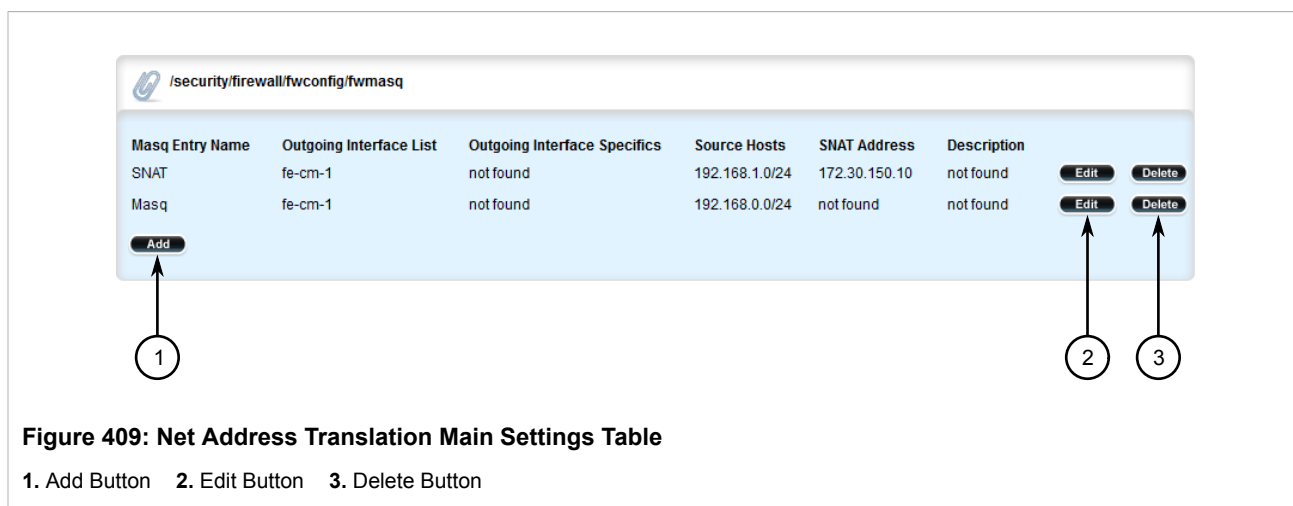 /security/firewall/fwconfig/fwmasq
Masq Entry Name Outgoing Interface List Outgoing Interface Specifics Source Hosts SNAT Address Description
SNAT fe-cm-1 not found 192.168.1.0/24 172.30.150.10 not found Edit Delete
Masq fe-cm-1 not found 192.168.0.0/24 not found not found Edit Delete
Add
1 2 3
Figure 409: Net Address Translation Main Settings Table
1. Add Button 2. Edit Button 3. Delete Button